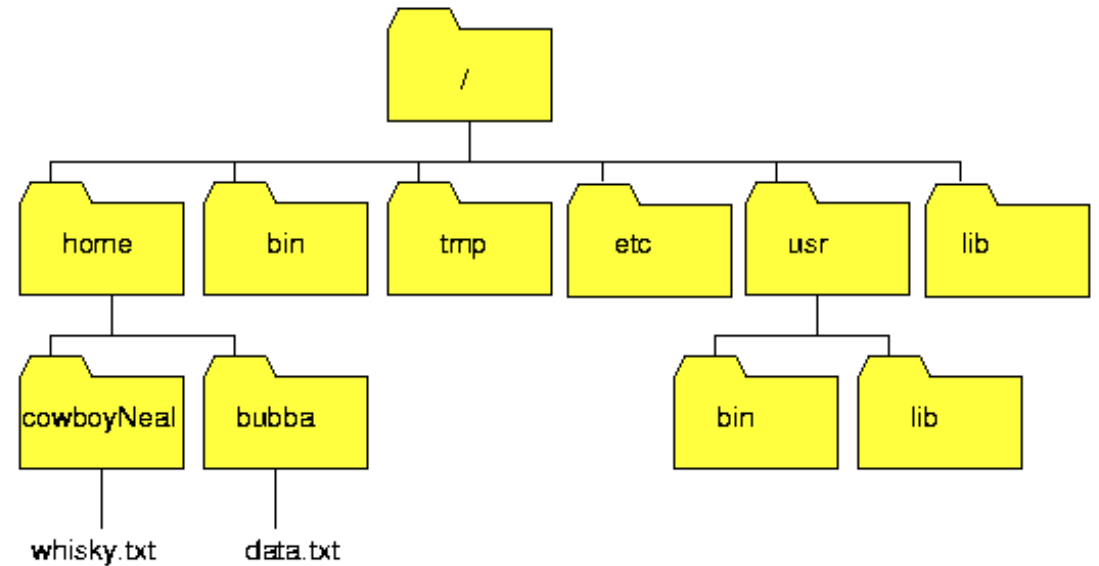 /
home
bin
tmp
etc
usr
lib
cowboyNeal
bubba
bin
lib
whisky.txt
data.txt